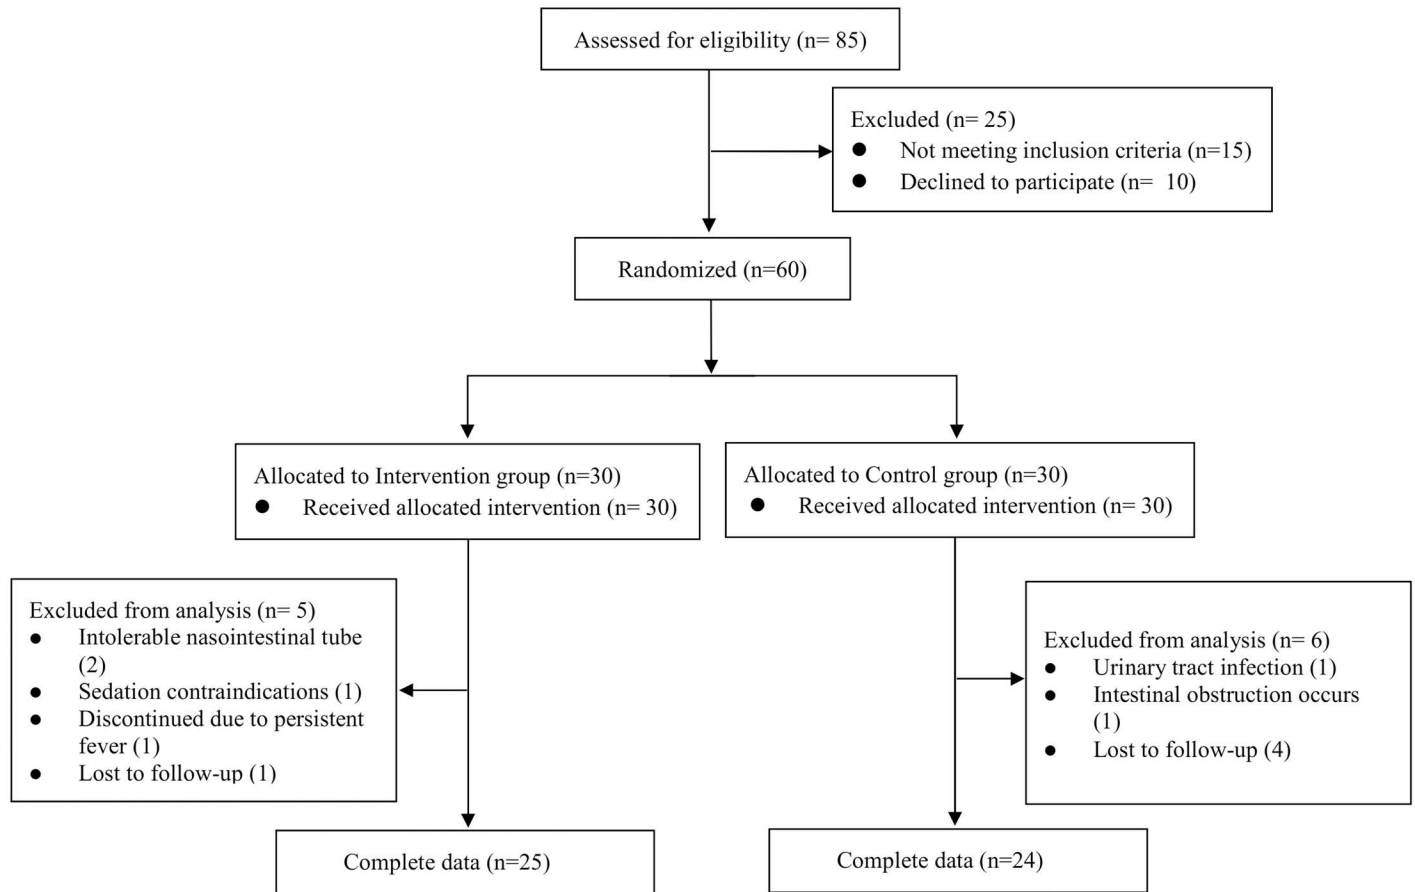 Assessed for eligibility (n= 85)
Excluded (n= 25)
● Not meeting inclusion criteria (n=15)
● Declined to participate (n= 10)
Randomized (n=60)
Allocated to Intervention group (n=30)
● Received allocated intervention (n= 30)
Allocated to Control group (n=30)
● Received allocated intervention (n= 30)
Excluded from analysis (n= 5)
● Intolerable nasointestinal tube
(2)
● Sedation contraindications (1)
● Discontinued due to persistent
fever (1)
● Lost to follow-up (1)
Excluded from analysis (n= 6)
● Urinary tract infection (1)
● Intestinal obstruction occurs
(1)
● Lost to follow-up (4)
Complete data (n=25)
Complete data (n=24)